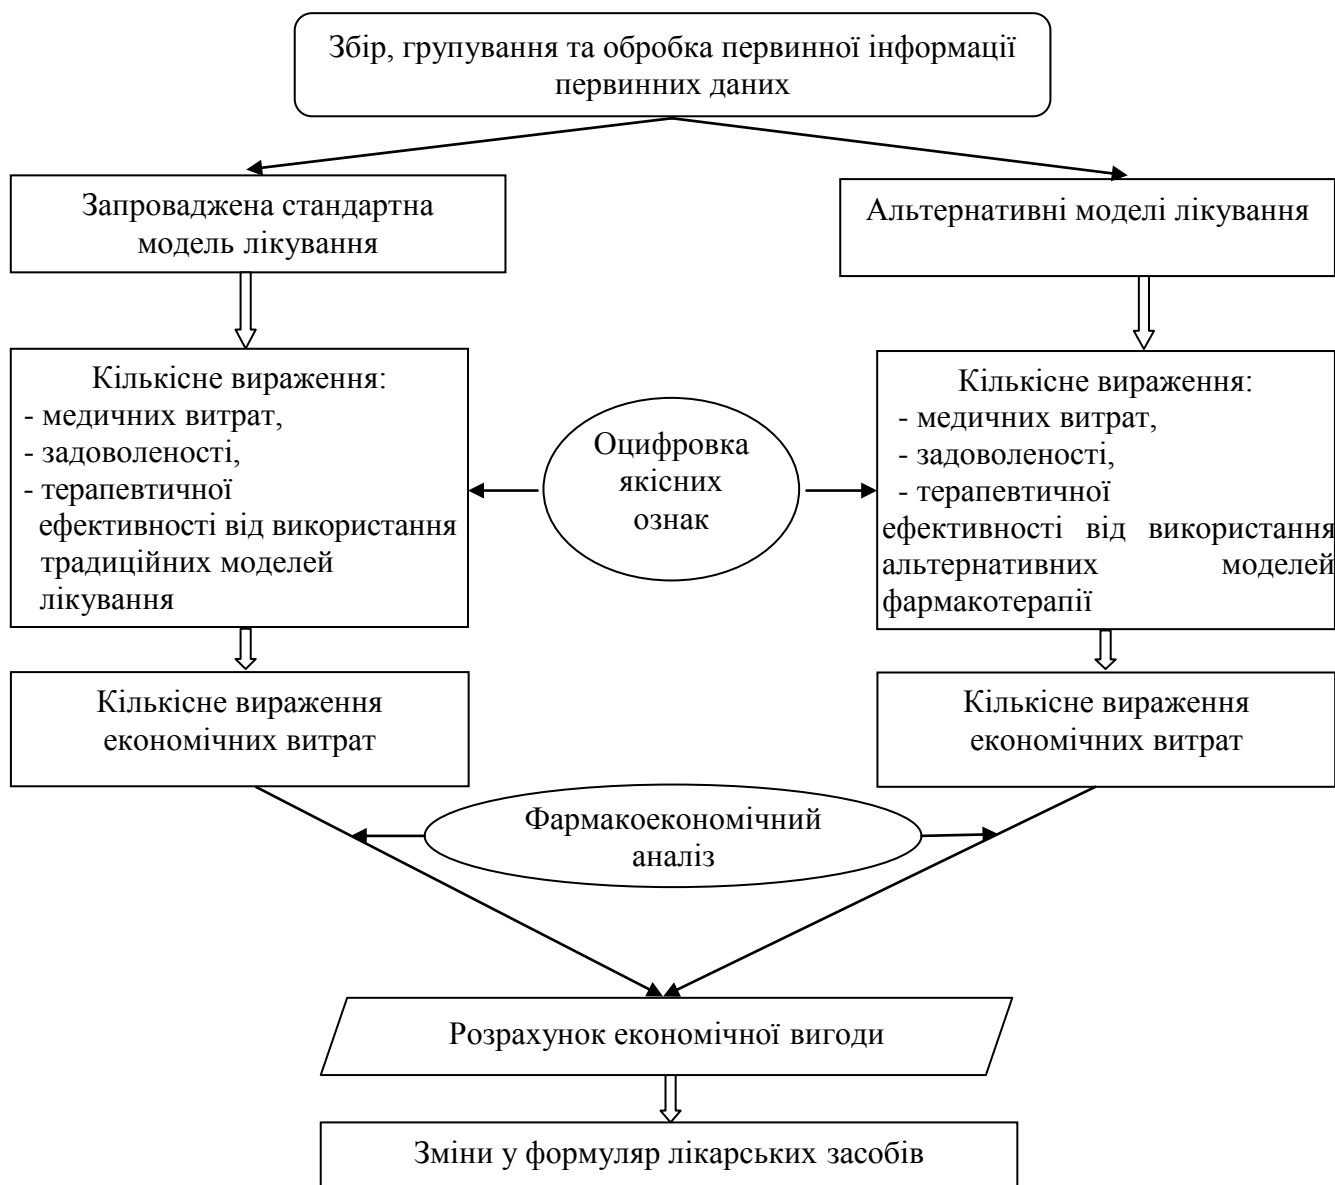 Збір, групування та обробка первинної інформації
первинних даних
Запроваджена стандартна
модель лікування
Альтернативні моделі лікування
Кількісне вираження:
- медичних витрат,
- задоволеності,
- терапевтичної
ефективності від використання
традиційних моделей
лікування
Оцифровка
якісних
ознак
Кількісне вираження:
- медичних витрат,
- задоволеності,
- терапевтичної
ефективності від використання
альтернативних моделей
фармакотерапії
Кількісне вираження
економічних витрат
Кількісне вираження
економічних витрат
Фармакоекономічний
аналіз
Розрахунок економічної вигоди
Зміни у формуляр лікарських засобів